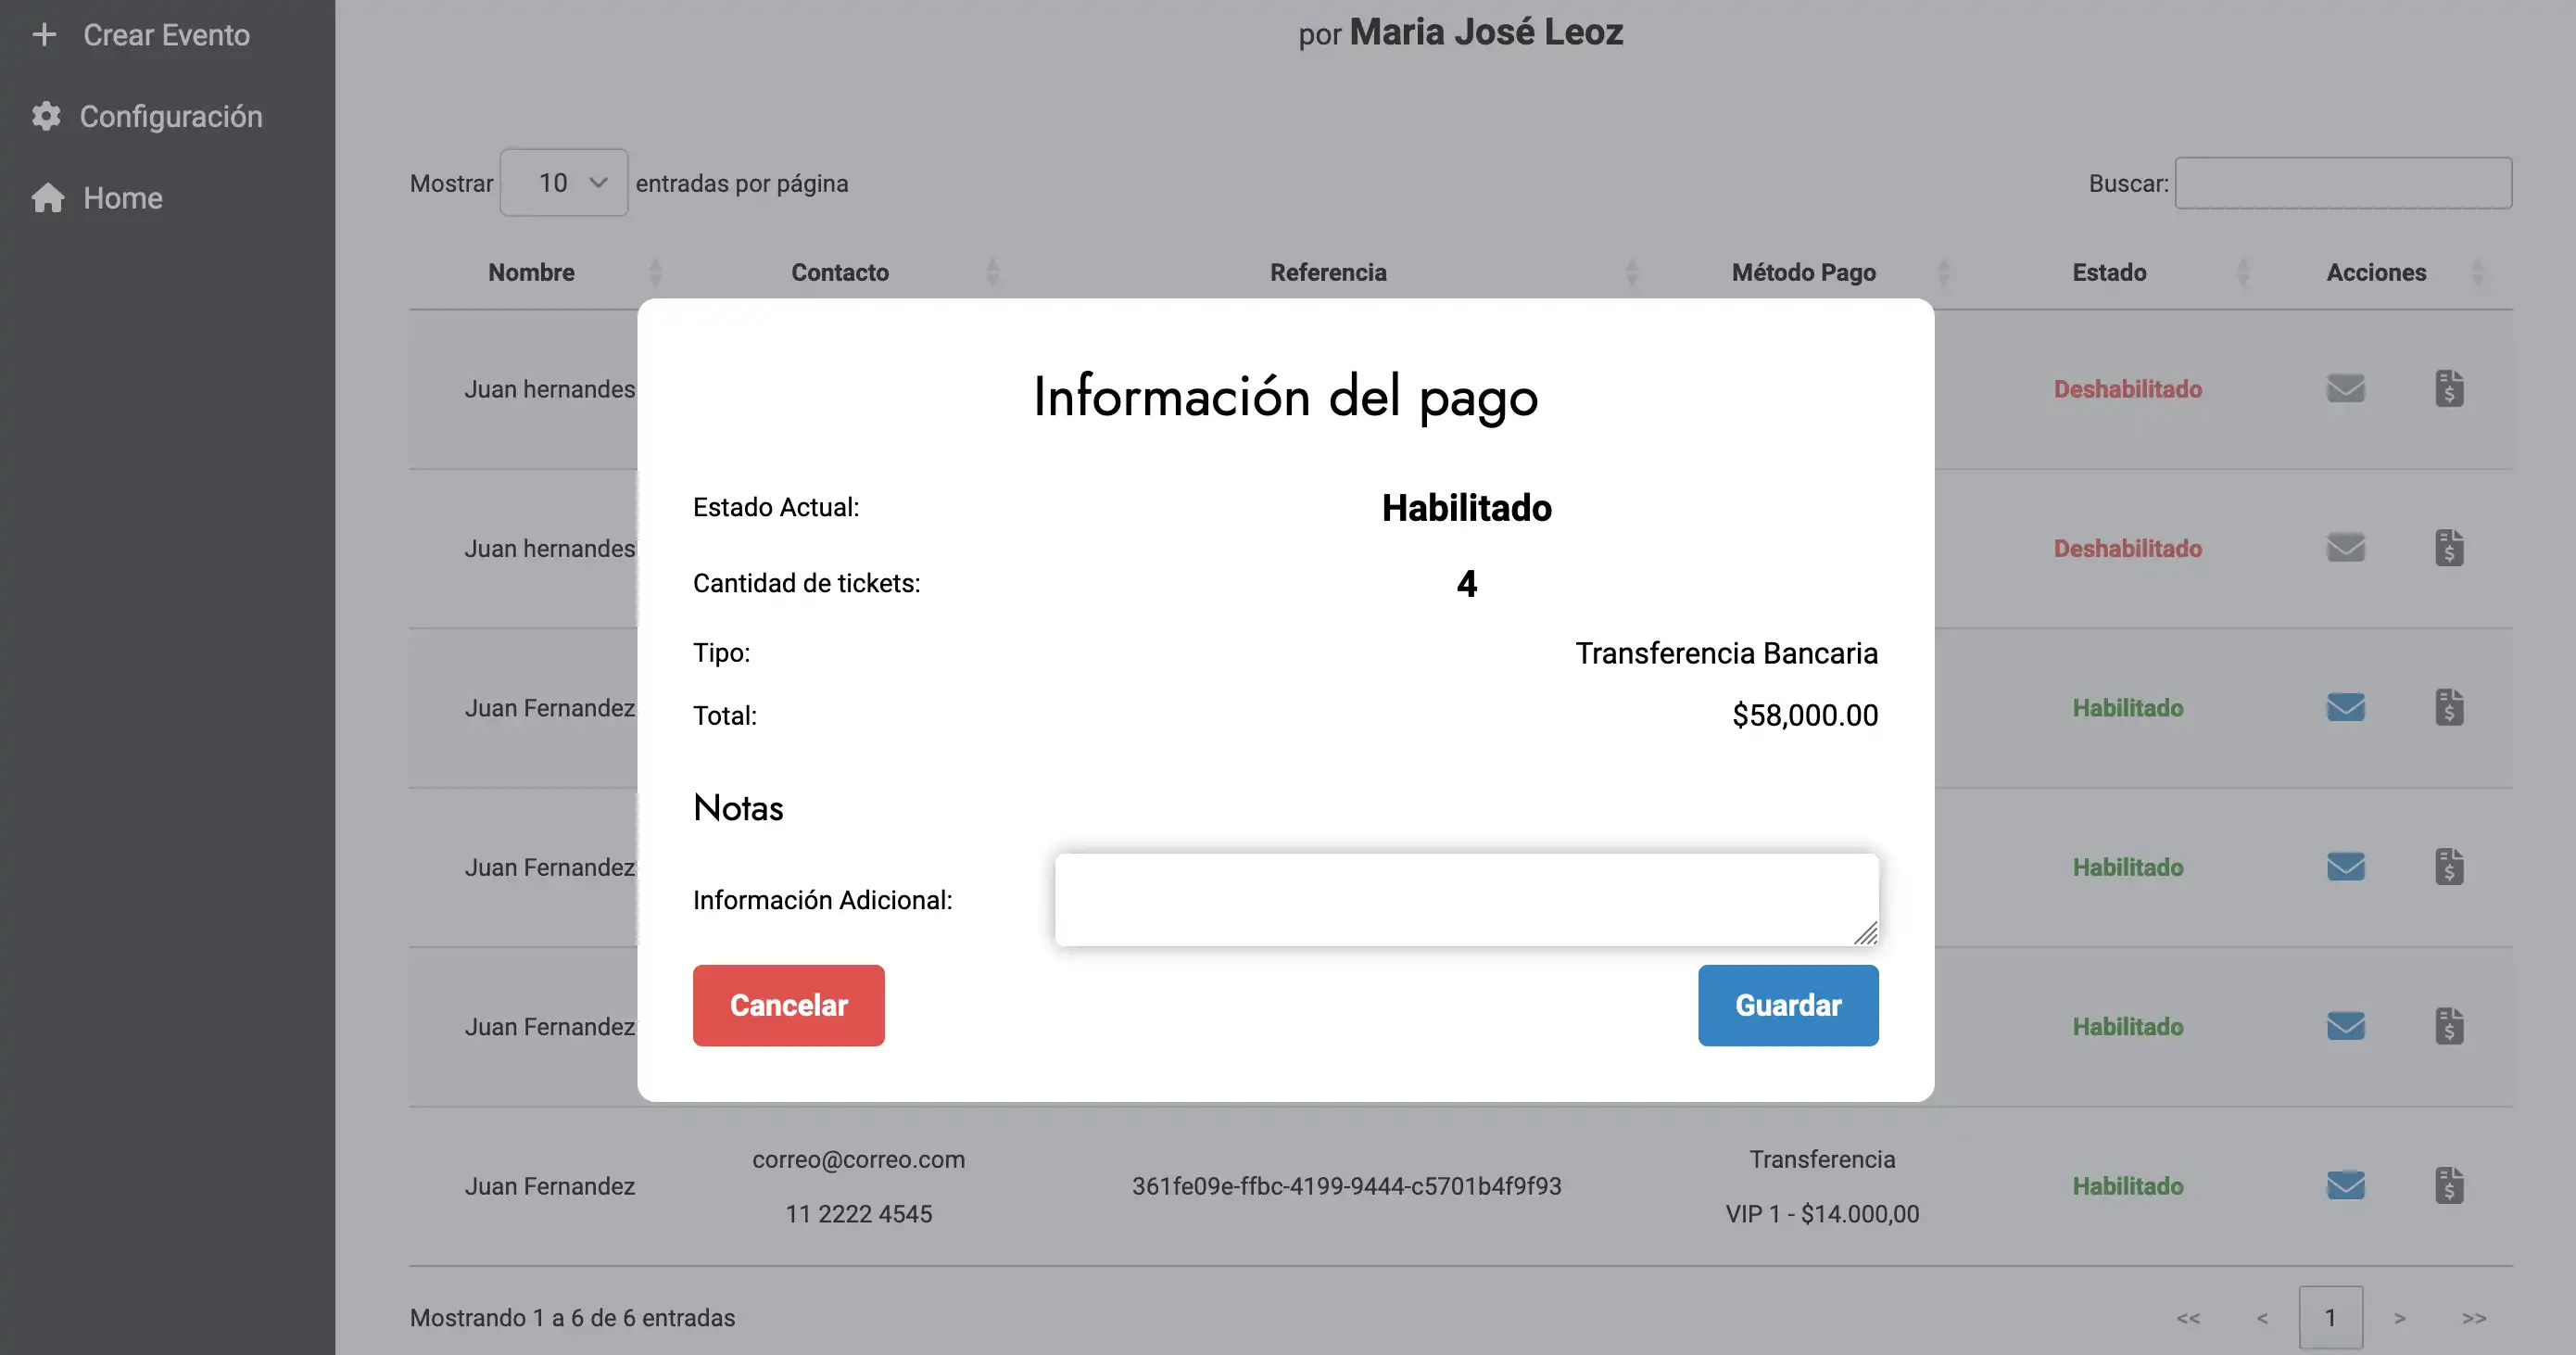 Crear Evento
Configuración
Home
por Maria José Leoz
Mostrar 10 entradas por página
Buscar:
Nombre Contacto Referencia Método Pago Estado Acciones
Juan hernandes Deshabilitado
Juan hernandes Deshabilitado
Juan Fernandez Habilitado
Juan Fernandez Habilitado
Juan Fernandez Habilitado
Información del pago
Estado Actual: Habilitado
Cantidad de tickets: 4
Tipo: Transferencia Bancaria
Total: $58,000.00
Notas
Información Adicional:
Cancelar Guardar
correo@correo.com Transferencia
Juan Fernandez 361fe09e-ffbc-4199-9444-c5701b4f9f93 Habilitado
11 2222 4545 VIP 1 - $14.000,00
Mostrando 1 a 6 de 6 entradas << < 1 > >>